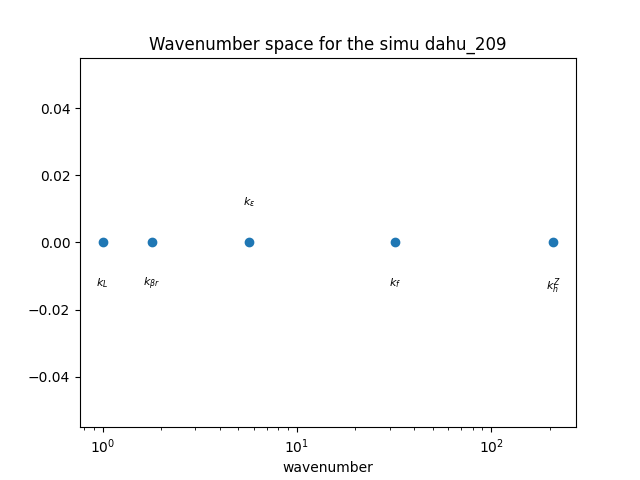 Wavenumber space for the simu dahu_209
0.04
0.02
0.00
−0.02
−0.04
k_ε
k_L
k_βr
k_f
k_h^Z
10^0
10^1
10^2
wavenumber